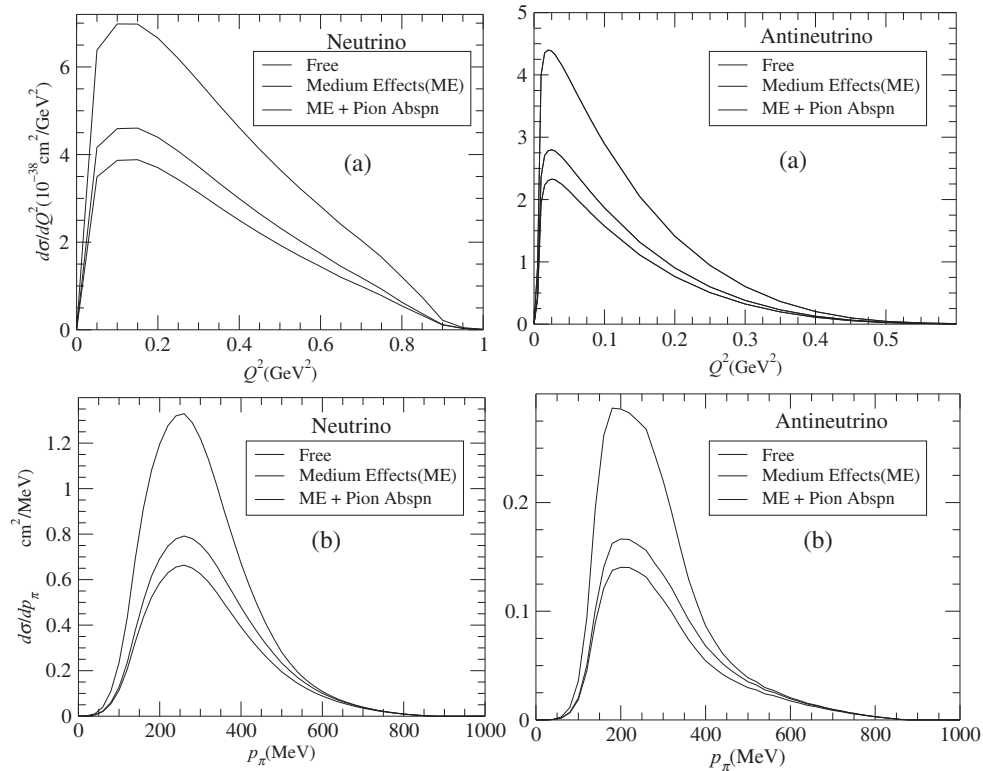 Neutrino
Free
Medium Effects(ME)
ME + Pion Abspn
(a)
dσ/dQ²(10⁻³⁸cm²/GeV²)
0
2
4
6
0
0.2
0.4
0.6
0.8
1
Q²(GeV²)
Antineutrino
Free
Medium Effects(ME)
ME + Pion Abspn
(a)
0
1
2
3
4
5
0
0.1
0.2
0.3
0.4
0.5
Q²(GeV²)
Neutrino
Free
Medium Effects(ME)
ME + Pion Abspn
(b)
dσ/dp_π cm²/MeV)
0
0.2
0.4
0.6
0.8
1
1.2
0
200
400
600
800
1000
p_π(MeV)
Antineutrino
Free
Medium Effects(ME)
ME + Pion Abspn
(b)
0
0.1
0.2
0
200
400
600
800
1000
p_π(MeV)